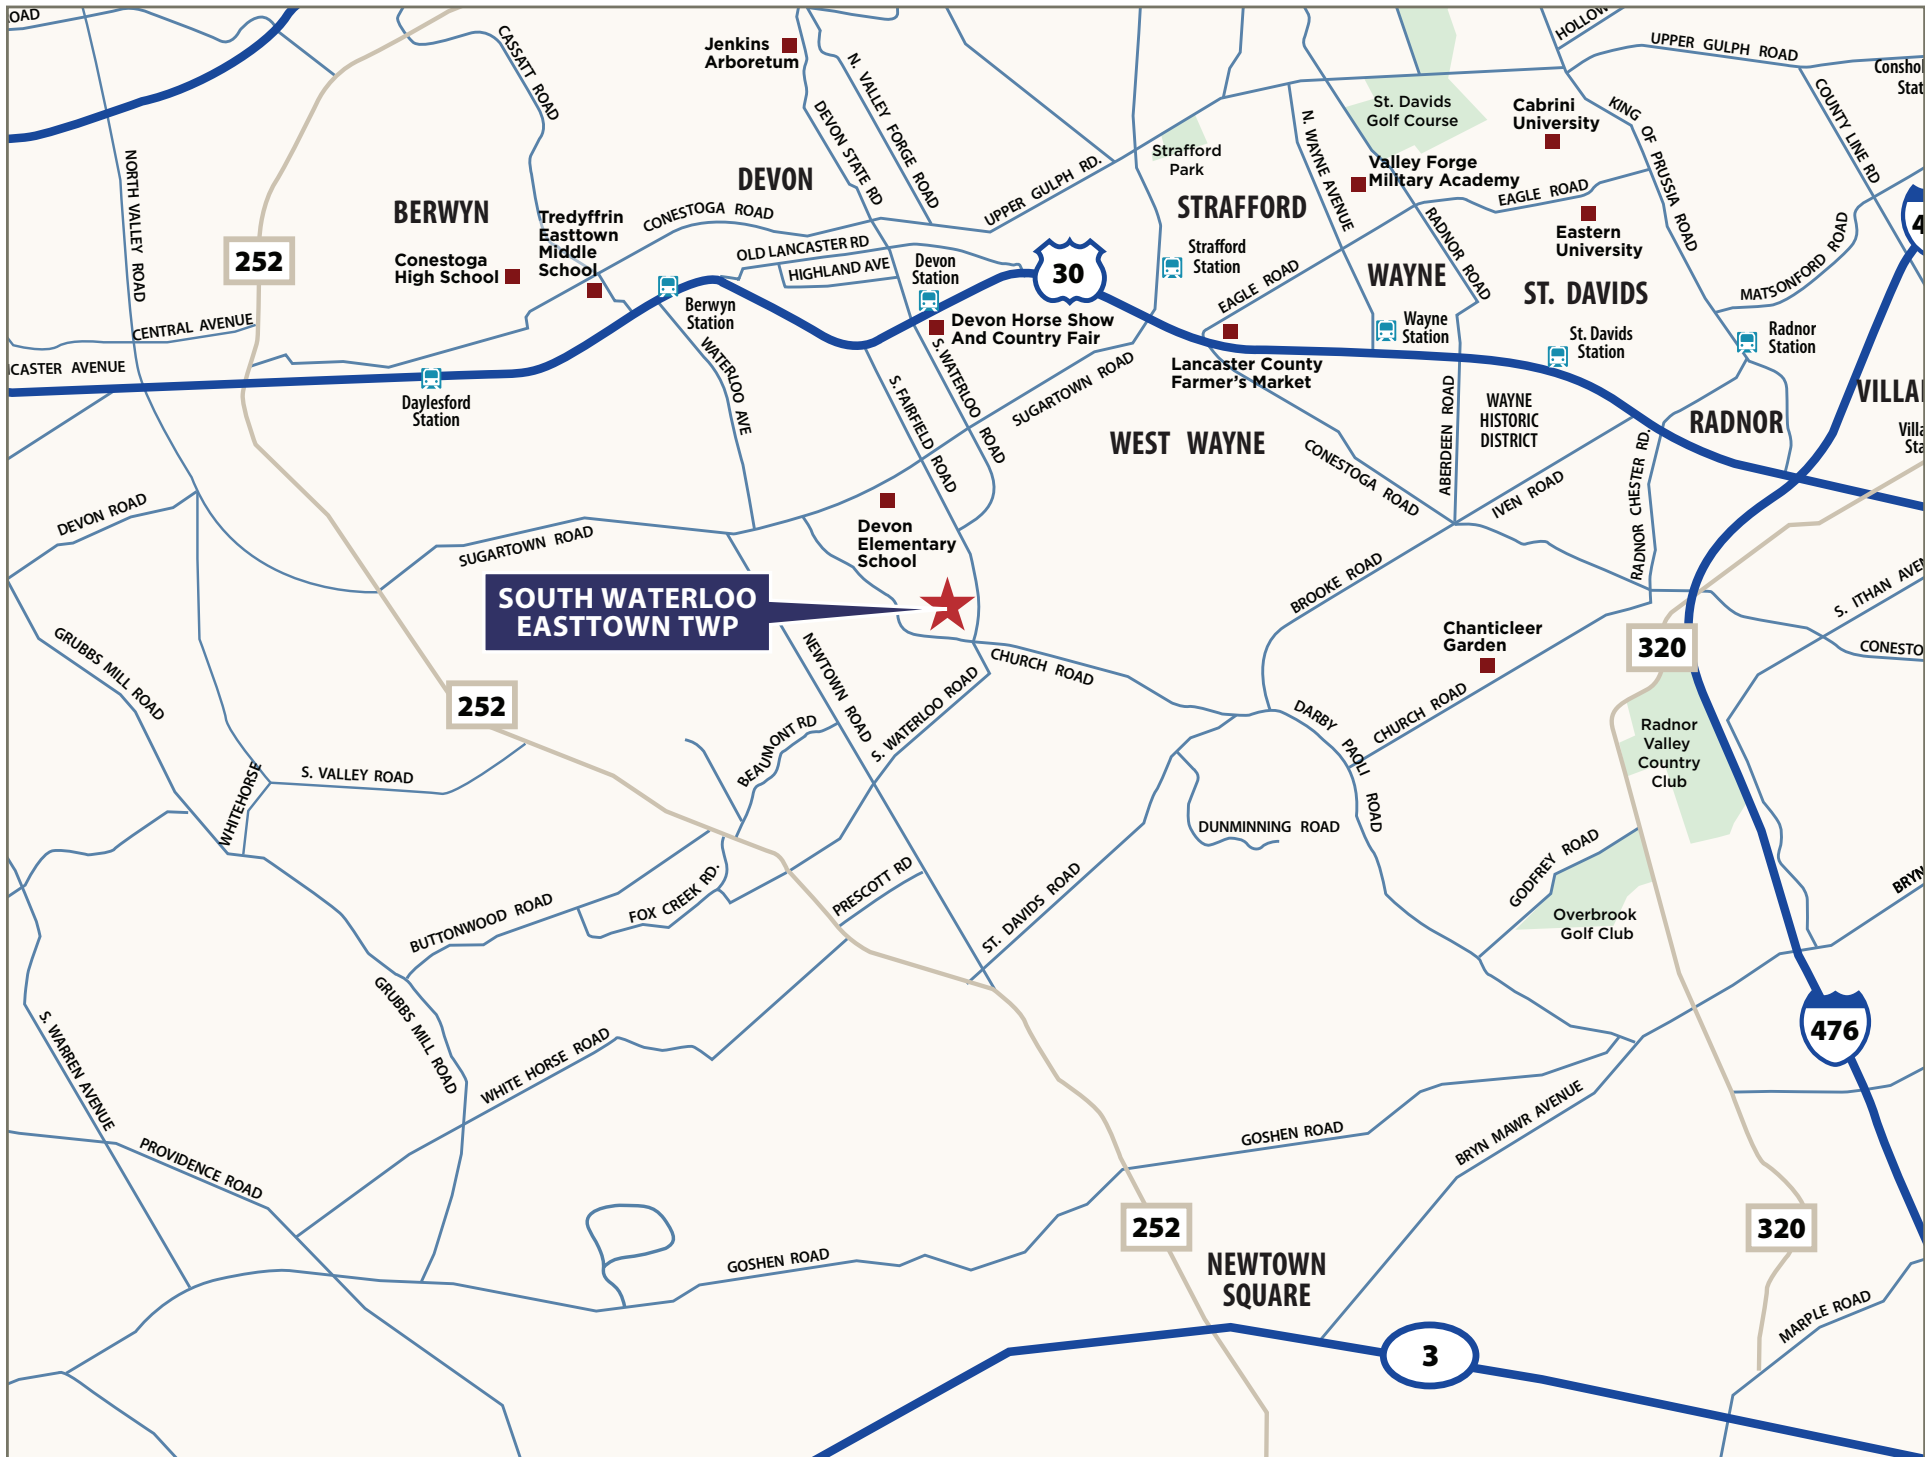 OAD
CASSATT ROAD
Jenkins
Arboretum
N. VALLEY FORGE ROAD
DEVON STATE RD
HOLLOW
UPPER GULPH ROAD
Consho
Stat
COUNTY LINE RD
St. Davids
Golf Course
Cabrini
University
KING OF PRUSSIA ROAD
N. WAYNE AVENUE
Strafford
Park
Valley Forge
Military Academy
EAGLE ROAD
NORTH VALLEY ROAD
DEVON
BERWYN
Tredyffrin
Easttown
Middle
School
CONESTOGA ROAD
UPPER GULPH RD.
STRAFFORD
Eastern
University
RADNOR ROAD
MATSONFORD ROAD
4
252
Conestoga
High School
OLD LANCASTER RD
HIGHLAND AVE
Devon
Station
30
Strafford
Station
EAGLE ROAD
WAYNE
ST. DAVIDS
CENTRAL AVENUE
Berwyn
Station
Devon Horse Show
And Country Fair
Wayne
Station
St. Davids
Station
Radnor
Station
CASTER AVENUE
Daylesford
Station
WATERLOO AVE
S. FAIRFIELD ROAD
S. WATERLOO ROAD
SUGARTOWN ROAD
Lancaster County
Farmer's Market
WEST WAYNE
ABERDEEN ROAD
WAYNE
HISTORIC
DISTRICT
RADNOR
VILLA
Villa
Sta
CONESTOGA ROAD
IVEN ROAD
RADNOR CHESTER RD.
DEVON ROAD
SUGARTOWN ROAD
Devon
Elementary
School
SOUTH WATERLOO
EASTTOWN TWP
BROOKE ROAD
S. ITHAN AVEN
CONESTO
GRUBBS MILL ROAD
252
NEWTOWN ROAD
CHURCH ROAD
S. WATERLOO ROAD
Chanticleer
Garden
320
CHURCH ROAD
DARBY PAOLI ROAD
Radnor
Valley
Country
Club
BEAUMONT RD
S. VALLEY ROAD
WHITEHORSE
DUNMINNING ROAD
GODFREY ROAD
BRYN
BUTTONWOOD ROAD
FOX CREEK RD.
PRESCOTT RD
ST. DAVIDS ROAD
Overbrook
Golf Club
GRUBBS MILL ROAD
S. WARREN AVENUE
WHITE HORSE ROAD
476
PROVIDENCE ROAD
GOSHEN ROAD
BRYN MAWR AVENUE
252
320
GOSHEN ROAD
NEWTOWN
SQUARE
MARPLE ROAD
3